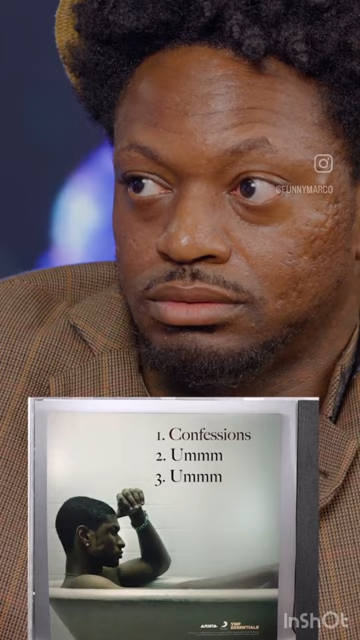 @FUNNYMARCO
1. Confessions
2. Ummm
3. Ummm
ARISTA
THE ESSENTIALS
InShOt